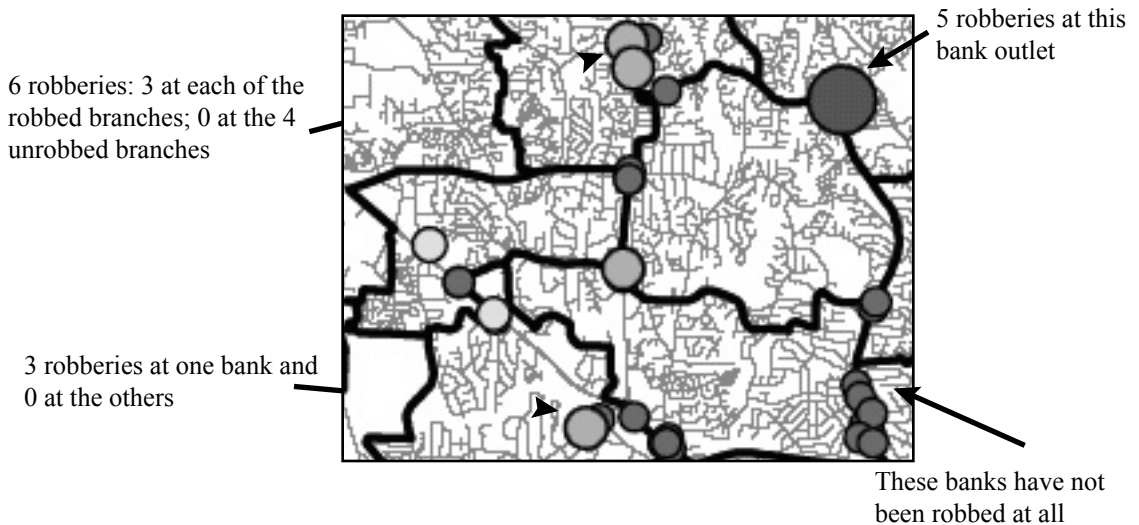 5 robberies at this
bank outlet
6 robberies: 3 at each of the
robbed branches; 0 at the 4
unrobbed branches
3 robberies at one bank and
0 at the others
These banks have not
been robbed at all